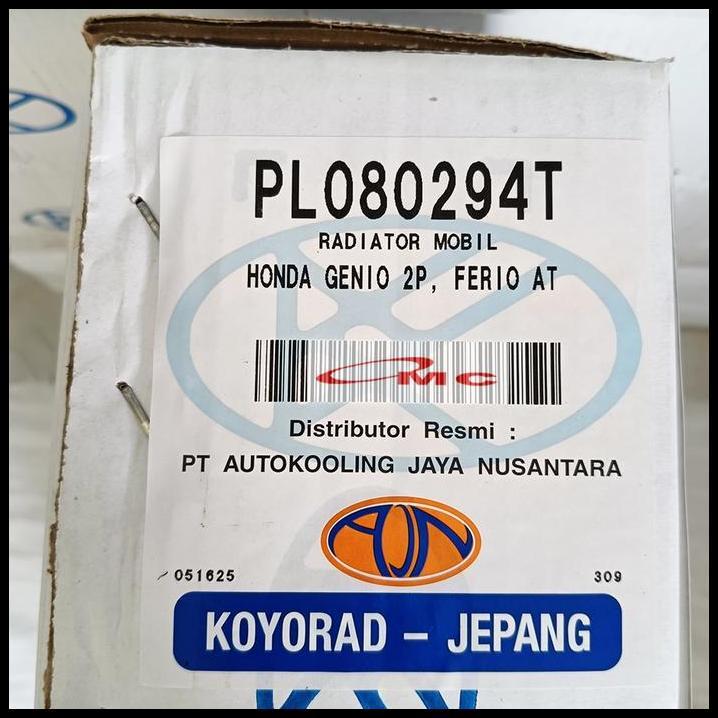 PL080294T
RADIATOR MOBIL
HONDA GENIO 2P, FERIO AT
CMC
Distributor Resmi :
PT AUTOKOOLING JAYA NUSANTARA
AJN
051625 309
KOYORAD – JEPANG